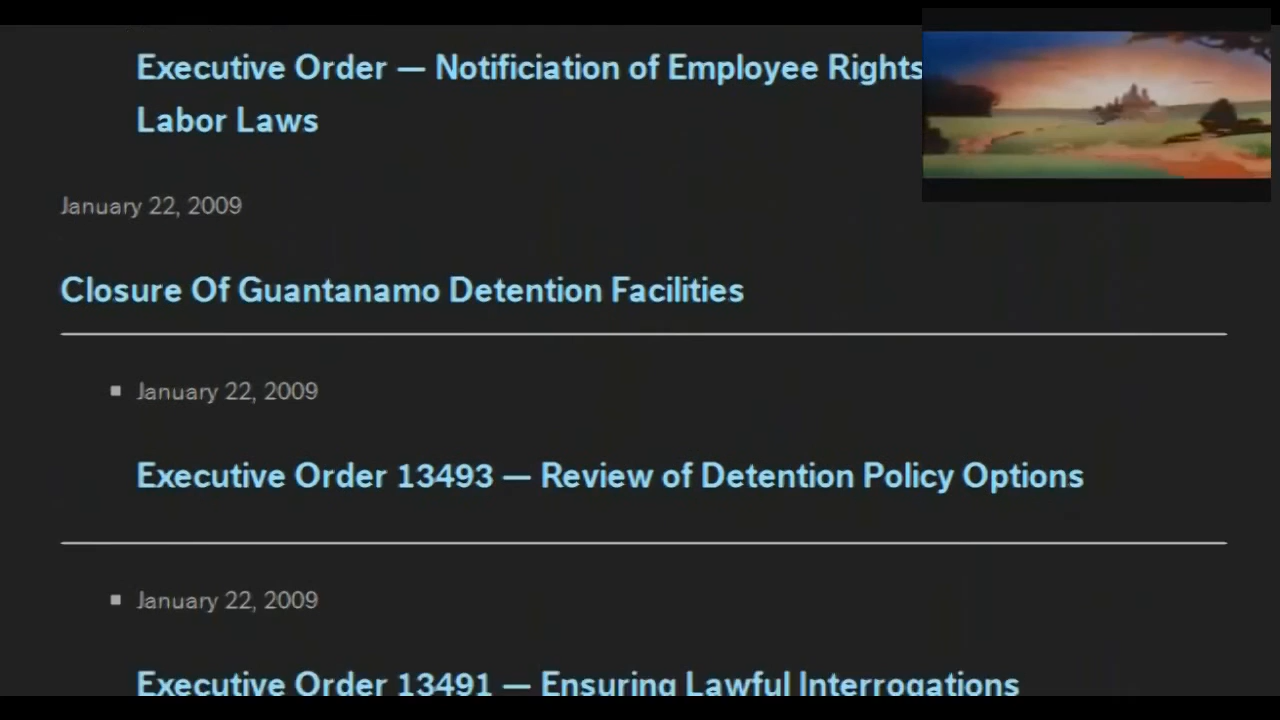 Executive Order — Notificiation of Employee Rights
Labor Laws
January 22, 2009
Closure Of Guantanamo Detention Facilities
January 22, 2009
Executive Order 13493 — Review of Detention Policy Options
January 22, 2009
Executive Order 13491 — Ensuring Lawful Interrogations